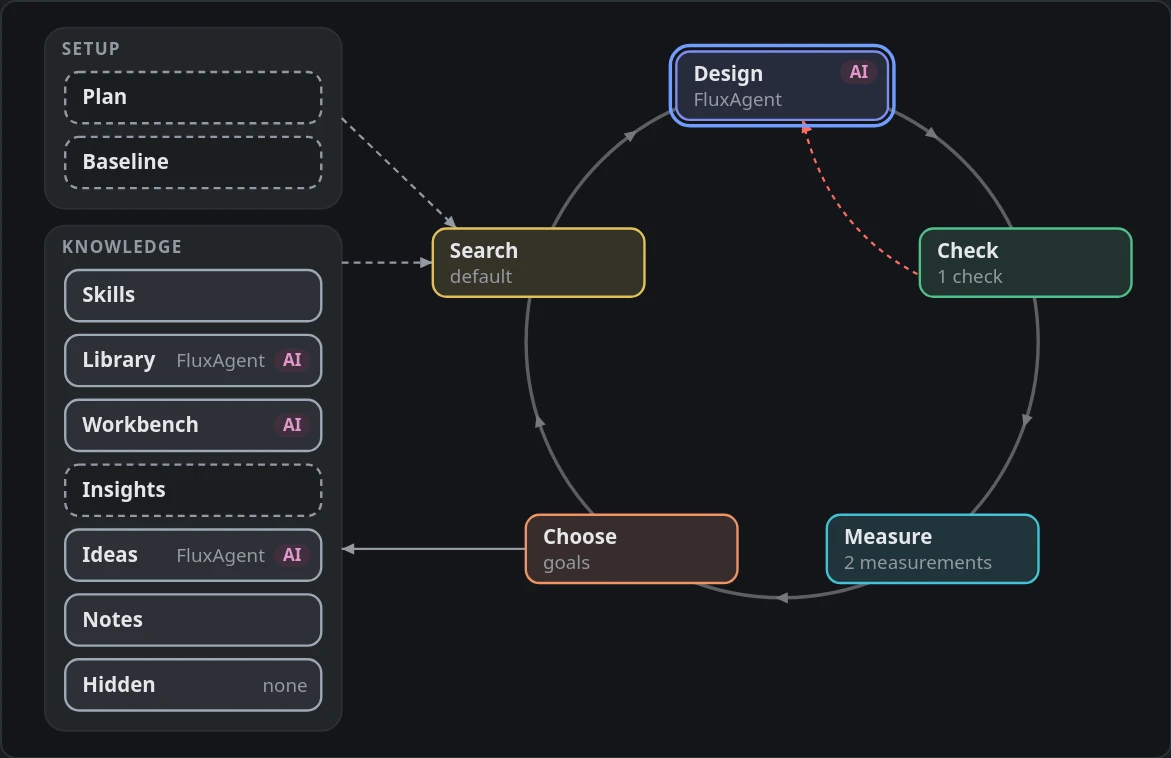 SETUP
Plan
Baseline
KNOWLEDGE
Skills
Library FluxAgent AI
Workbench AI
Insights
Ideas FluxAgent AI
Notes
Hidden none
Design AI
FluxAgent
Search
default
Check
1 check
Choose
goals
Measure
2 measurements